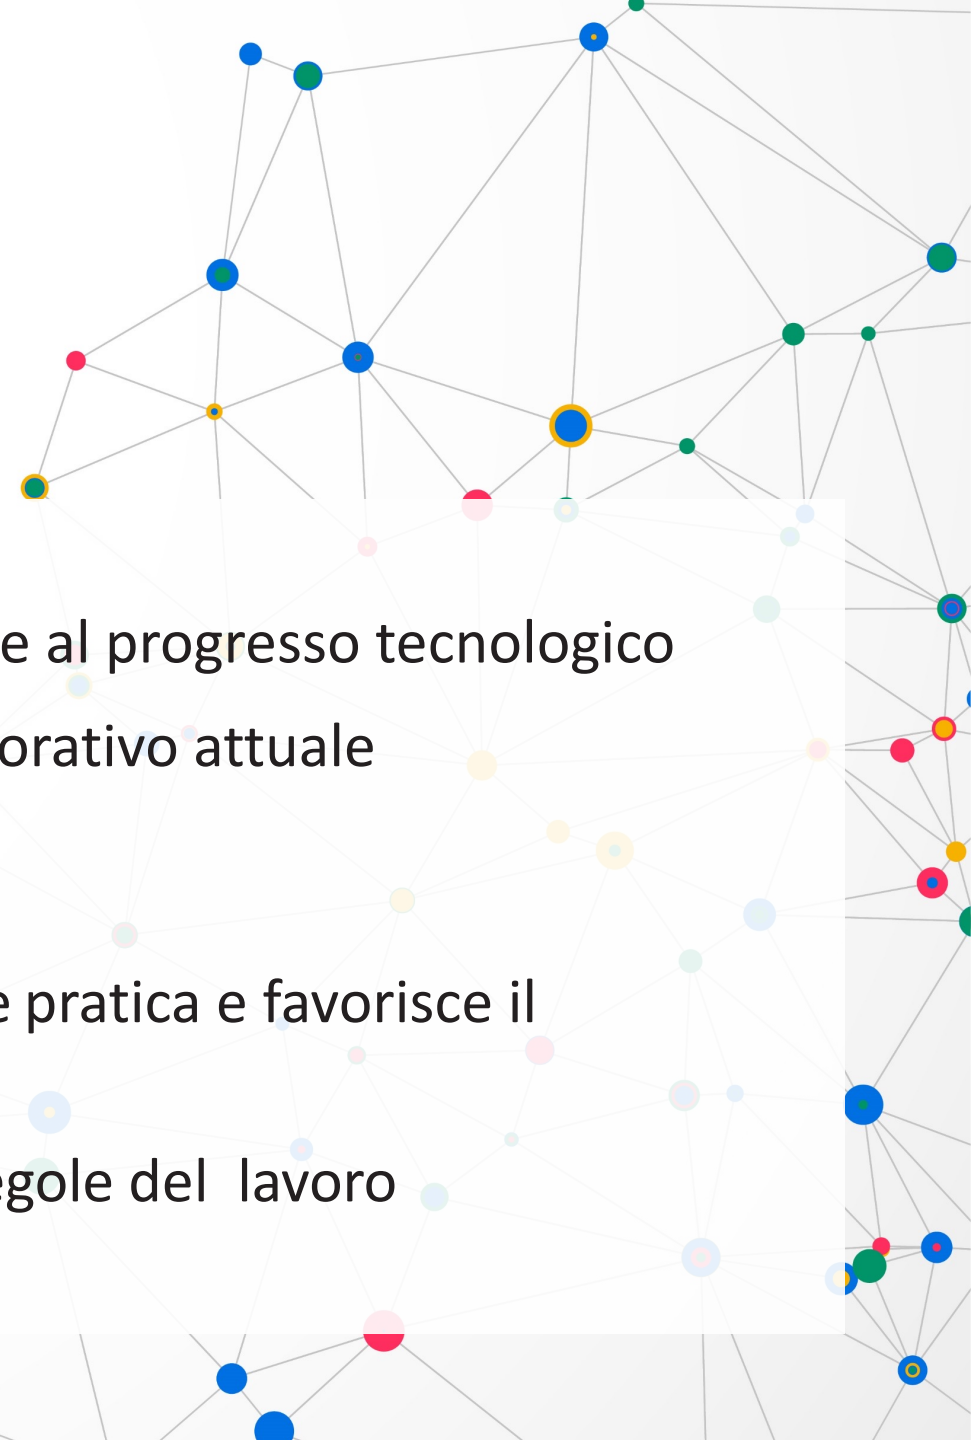 e al progresso tecnologico
orativo attuale
e pratica e favorisce il
egole del lavoro